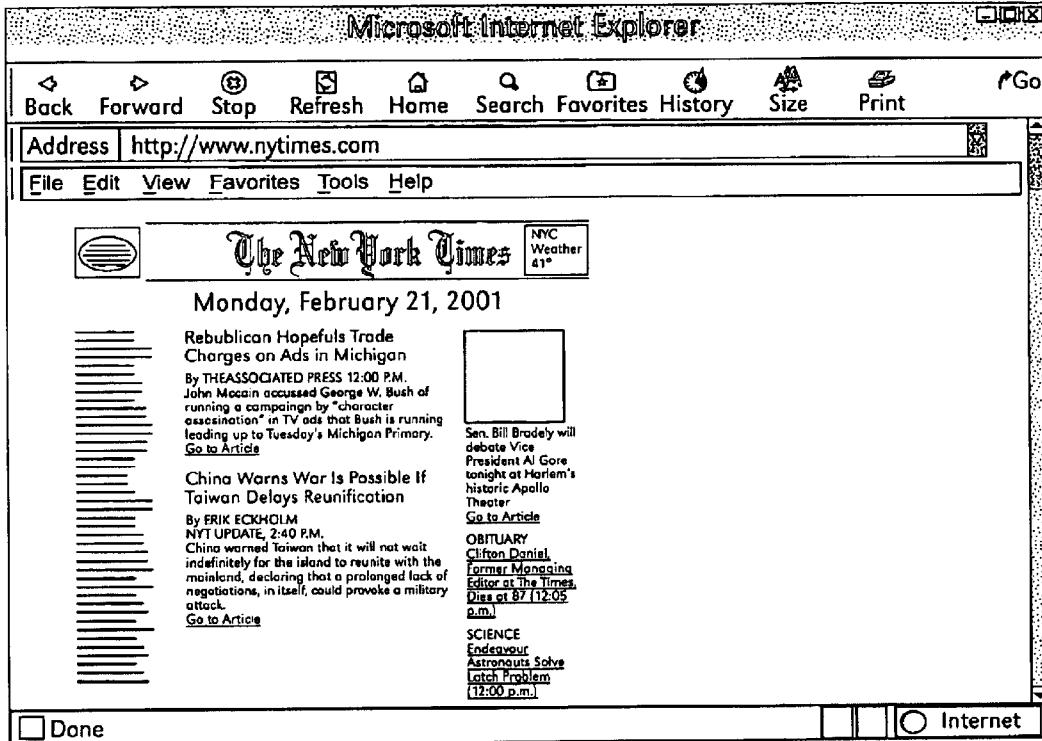 Microsoft Internet Explorer
Back Forward Stop Refresh Home Search Favorites History Size Print Go
Address http://www.nytimes.com
File Edit View Favorites Tools Help
The New York Times
NYC
Weather
41°
Monday, February 21, 2001
Rebublican Hopefuls Trade
Charges on Ads in Michigan
By THEASSOCIATED PRESS 12:00 P.M.
John Mccain accussed George W. Bush of
running a compaingn by "character
assasination" in TV ads that Bush is running
leading up to Tuesday's Michigan Primary.
Go to Article
China Warns War Is Possible If
Taiwan Delays Reunification
By ERIK ECKHOLM
NYT UPDATE, 2:40 P.M.
China warned Taiwan that it will not wait
indefinitely for the island to reunite with the
mainland, declaring that a prolonged lack of
negotiations, in itself, could provoke a military
attack.
Go to Article
Sen. Bill Bradely will
debate Vice
President Al Gore
tonight at Harlem's
historic Apollo
Theater
Go to Article
OBITUARY
Clifton Daniel,
Former Managing
Editor at The Times,
Dies at 87 (12:05
p.m.)
SCIENCE
Endeavour
Astronauts Solve
Latch Problem
(12:00 p.m.)
Done
Internet